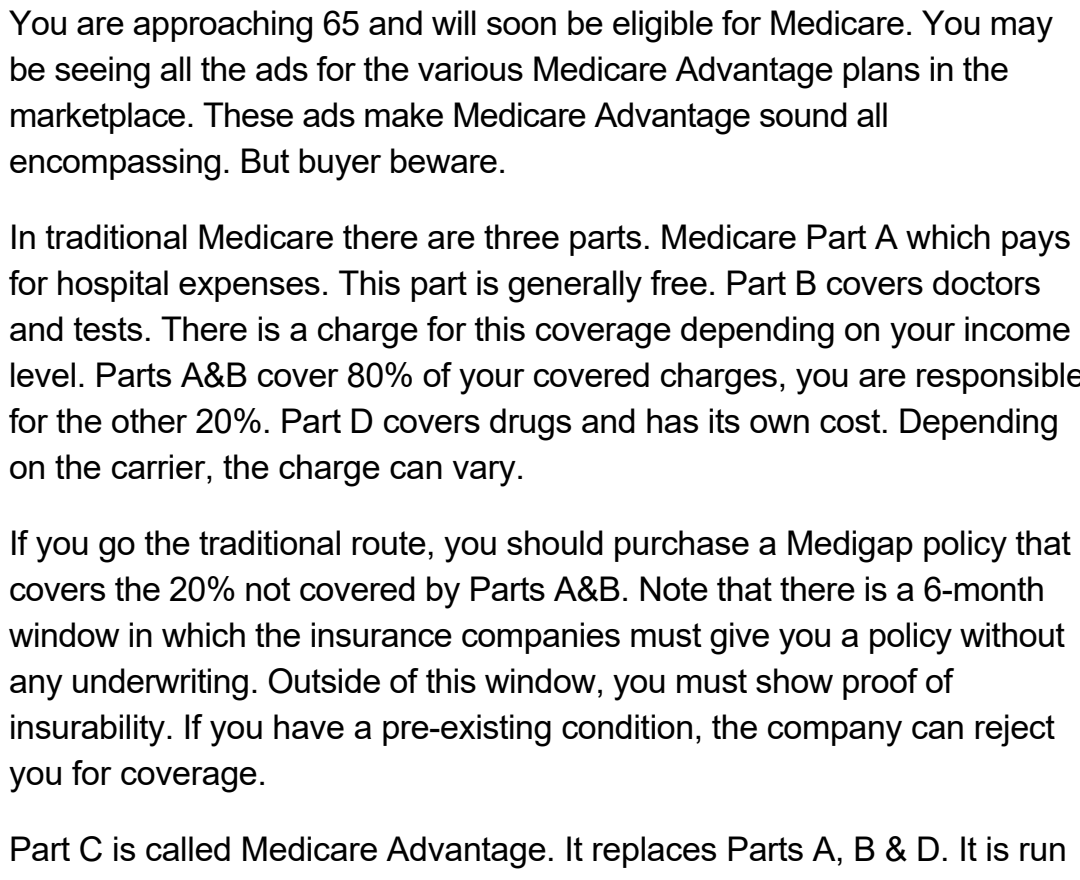 You are approaching 65 and will soon be eligible for Medicare. You may
be seeing all the ads for the various Medicare Advantage plans in the
marketplace. These ads make Medicare Advantage sound all
encompassing. But buyer beware.
In traditional Medicare there are three parts. Medicare Part A which pays
for hospital expenses. This part is generally free. Part B covers doctors
and tests. There is a charge for this coverage depending on your income
level. Parts A&B cover 80% of your covered charges, you are responsible
for the other 20%. Part D covers drugs and has its own cost. Depending
on the carrier, the charge can vary.
If you go the traditional route, you should purchase a Medigap policy that
covers the 20% not covered by Parts A&B. Note that there is a 6-month
window in which the insurance companies must give you a policy without
any underwriting. Outside of this window, you must show proof of
insurability. If you have a pre-existing condition, the company can reject
you for coverage.
Part C is called Medicare Advantage. It replaces Parts A, B & D. It is run